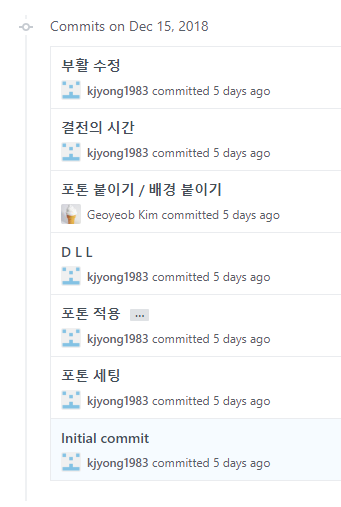 Commits on Dec 15, 2018
부활 수정
kjyong1983 committed 5 days ago
결전의 시간
kjyong1983 committed 5 days ago
포톤 붙이기 / 배경 붙이기
Geoyeob Kim committed 5 days ago
D L L
kjyong1983 committed 5 days ago
포톤 적용 ...
kjyong1983 committed 5 days ago
포톤 세팅
kjyong1983 committed 5 days ago
Initial commit
kjyong1983 committed 5 days ago